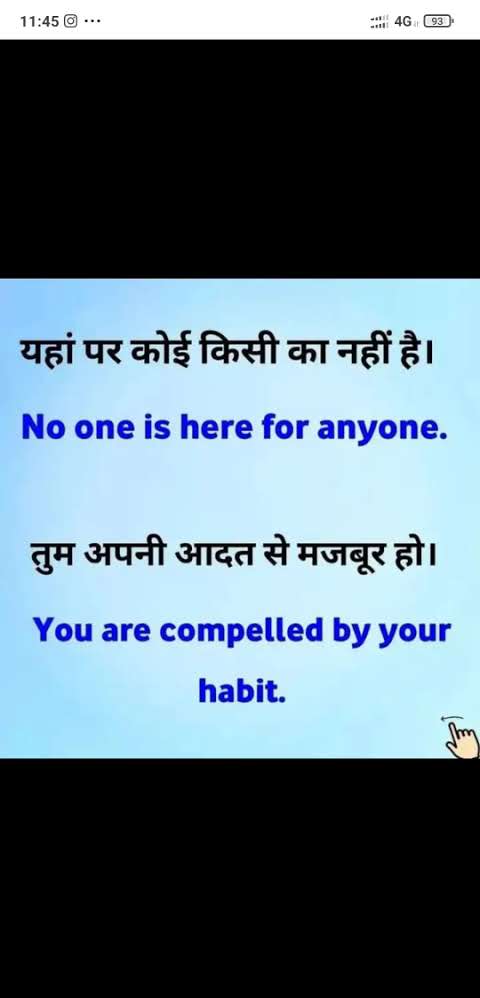 11:45
4G
93
यहां पर कोई किसी का नहीं है।
No one is here for anyone.
तुम अपनी आदत से मजबूर हो।
You are compelled by your
habit.